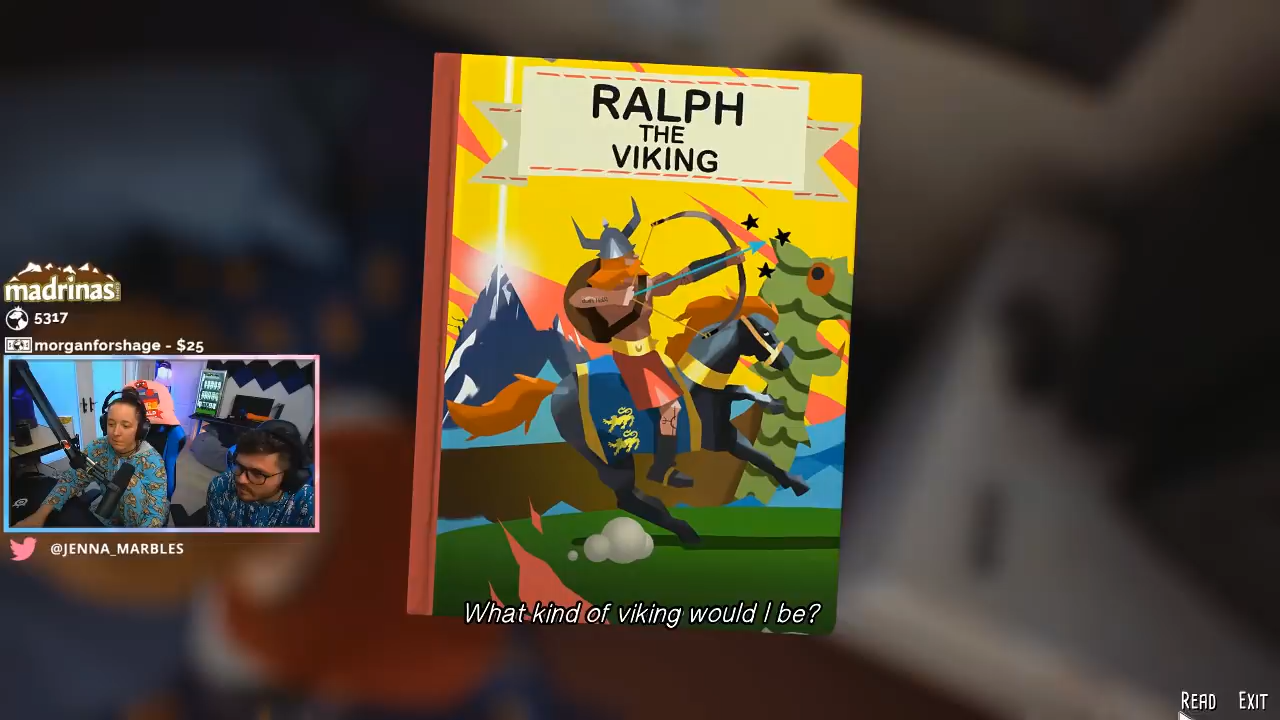 RALPH
THE
VIKING
madrinas
5317
morganforshage - $25
@JENNA_MARBLES
What kind of viking would I be?
READ
EXIT